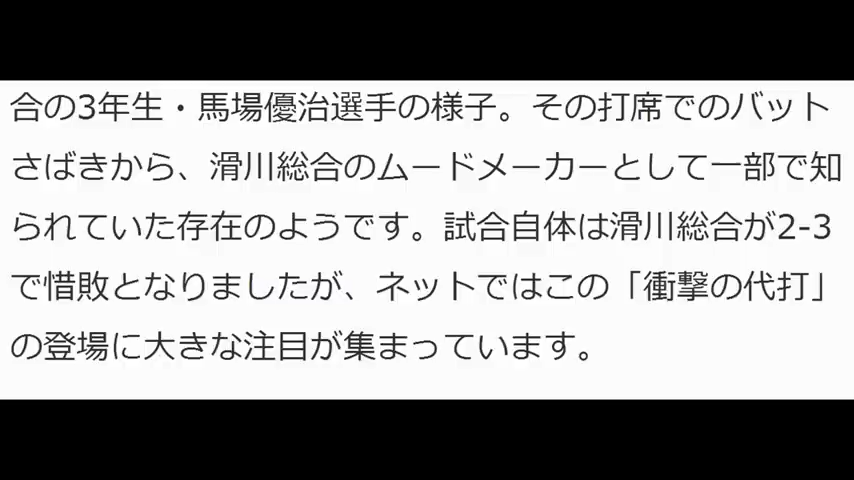 合の3年生・馬場優治選手の様子。その打席でのバット
さばきから、滑川総合のムードメーカーとして一部で知
られていた存在のようです。試合自体は滑川総合が2-3
で惜敗となりましたが、ネットではこの「衝撃の代打」
の登場に大きな注目が集まっています。